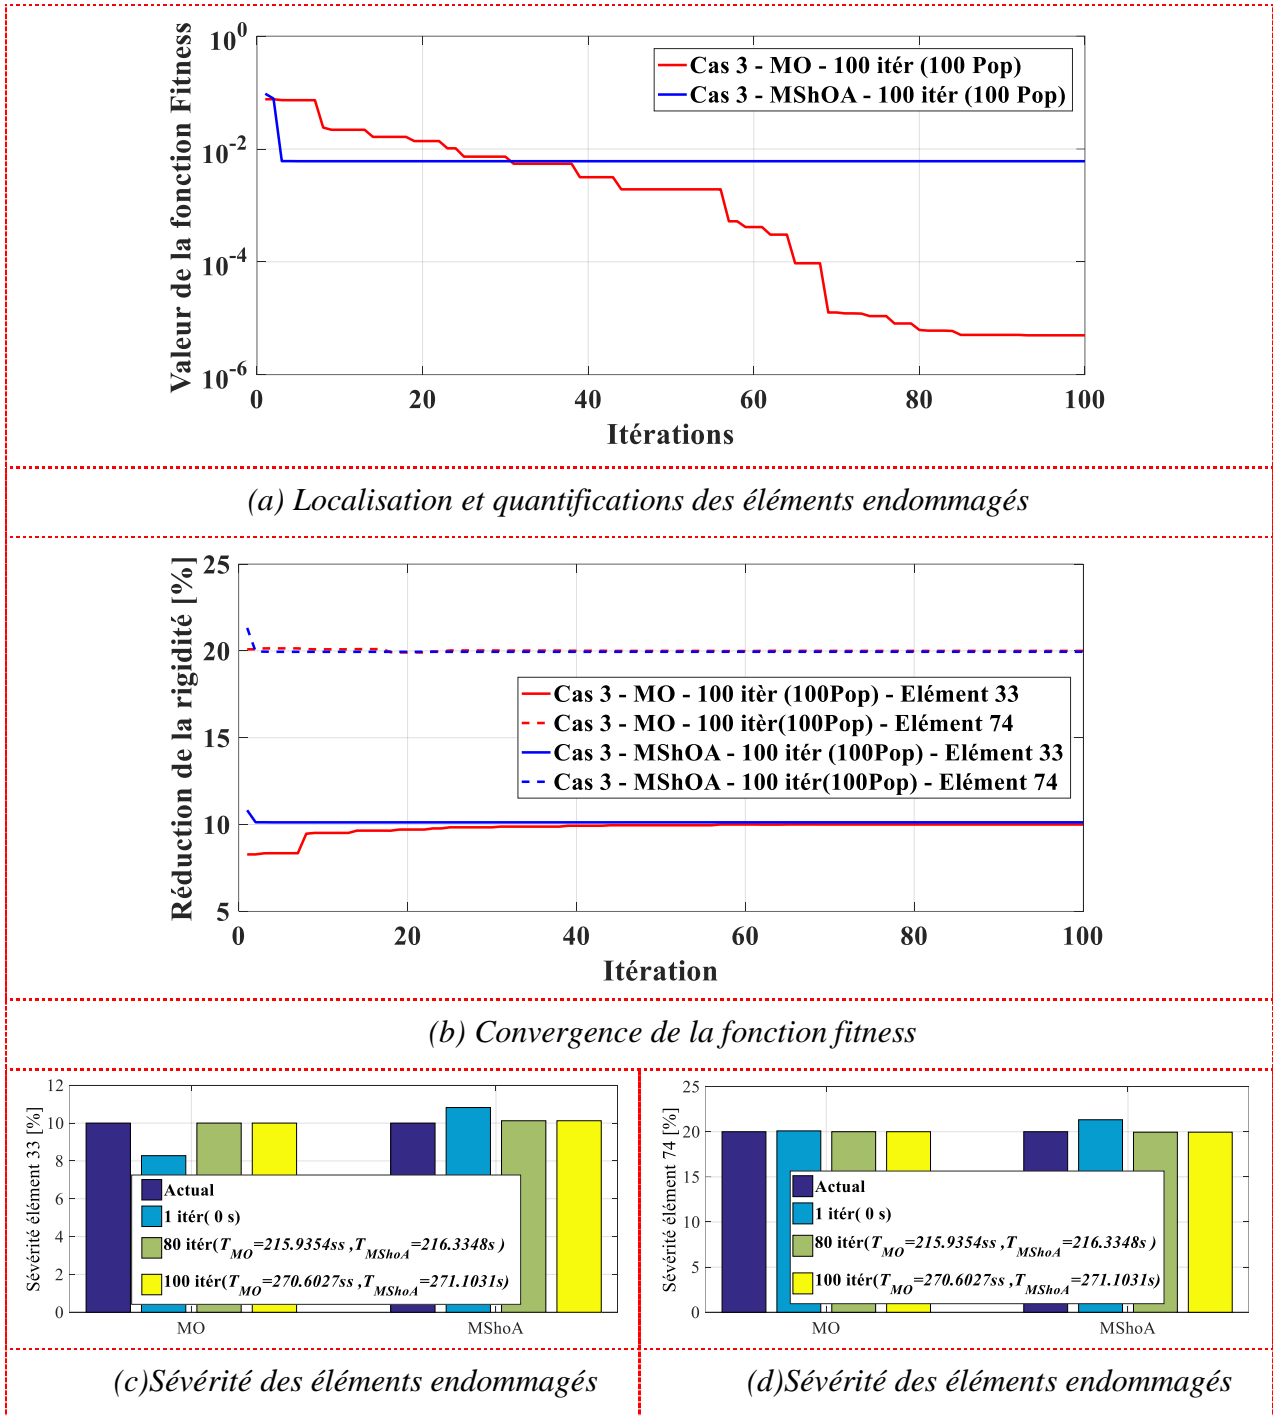 Valeur de la fonction Fitness
10^0
10^-2
10^-4
10^-6
Cas 3 - MO - 100 itér (100 Pop)
Cas 3 - MShOA - 100 itér (100 Pop)
0 20 40 60 80 100
Itérations
(a) Localisation et quantifications des éléments endommagés
Réduction de la rigidité [%]
25
20
15
10
5
Cas 3 - MO - 100 itèr (100Pop) - Elément 33
Cas 3 - MO - 100 itèr(100Pop) - Elément 74
Cas 3 - MShOA - 100 itér (100Pop) - Elément 33
Cas 3 - MShOA - 100 itér(100Pop) - Elément 74
0 20 40 60 80 100
Itération
(b) Convergence de la fonction fitness
Sévérité élément 33 [%]
12
10
8
6
4
2
0
Actual
1 itér( 0 s)
80 itér(T_MO=215.9354ss ,T_MShoA=216.3348s )
100 itér(T_MO=270.6027ss ,T_MShoA=271.1031s)
MO MShoA
(c)Sévérité des éléments endommagés
Sévérité élément 74 [%]
25
20
15
10
5
0
Actual
1 itér( 0 s)
80 itér(T_MO=215.9354ss ,T_MShoA=216.3348s )
100 itér(T_MO=270.6027ss ,T_MShoA=271.1031s)
MO MShoA
(d)Sévérité des éléments endommagés